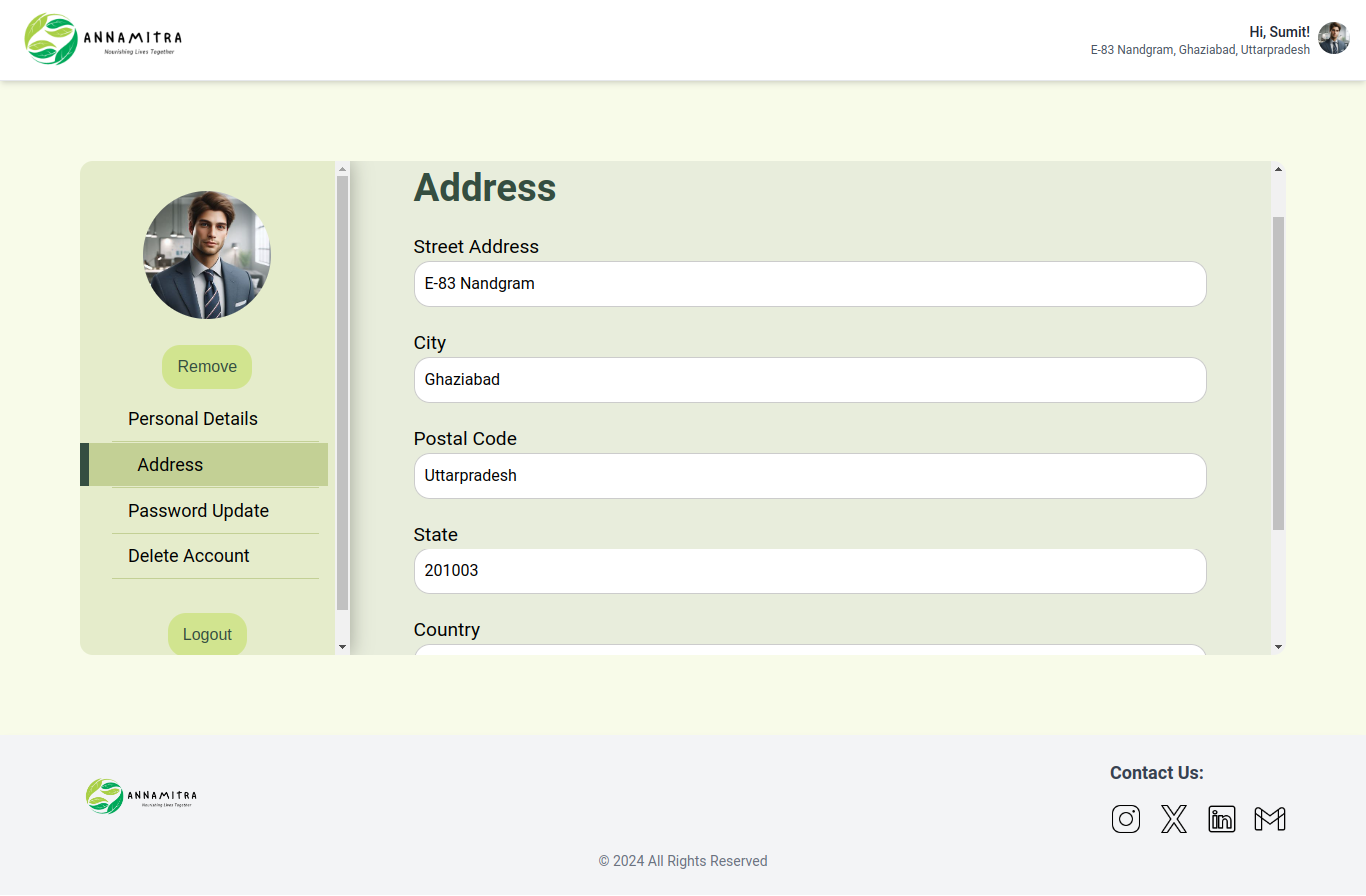 ANNAMITRA
Nourishing Lives Together
Hi, Sumit!
E-83 Nandgram, Ghaziabad, Uttarpradesh
Remove
Personal Details
Address
Password Update
Delete Account
Logout
Address
Street Address
E-83 Nandgram
City
Ghaziabad
Postal Code
Uttarpradesh
State
201003
Country
ANNAMITRA
Nourishing Lives Together
Contact Us:
© 2024 All Rights Reserved